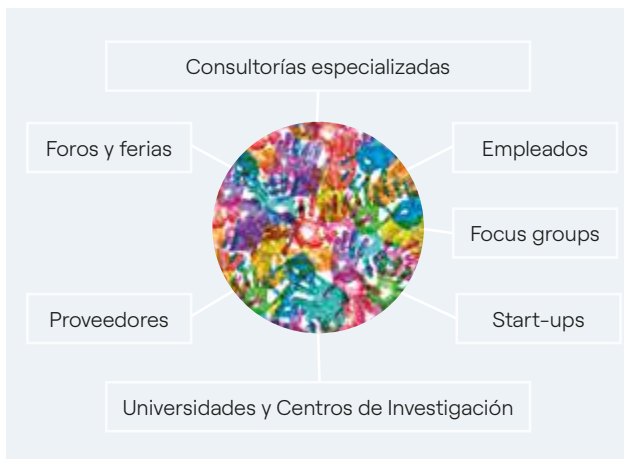 Consultorías especializadas
Foros y ferias
Empleados
Focus groups
Proveedores
Start-ups
Universidades y Centros de Investigación